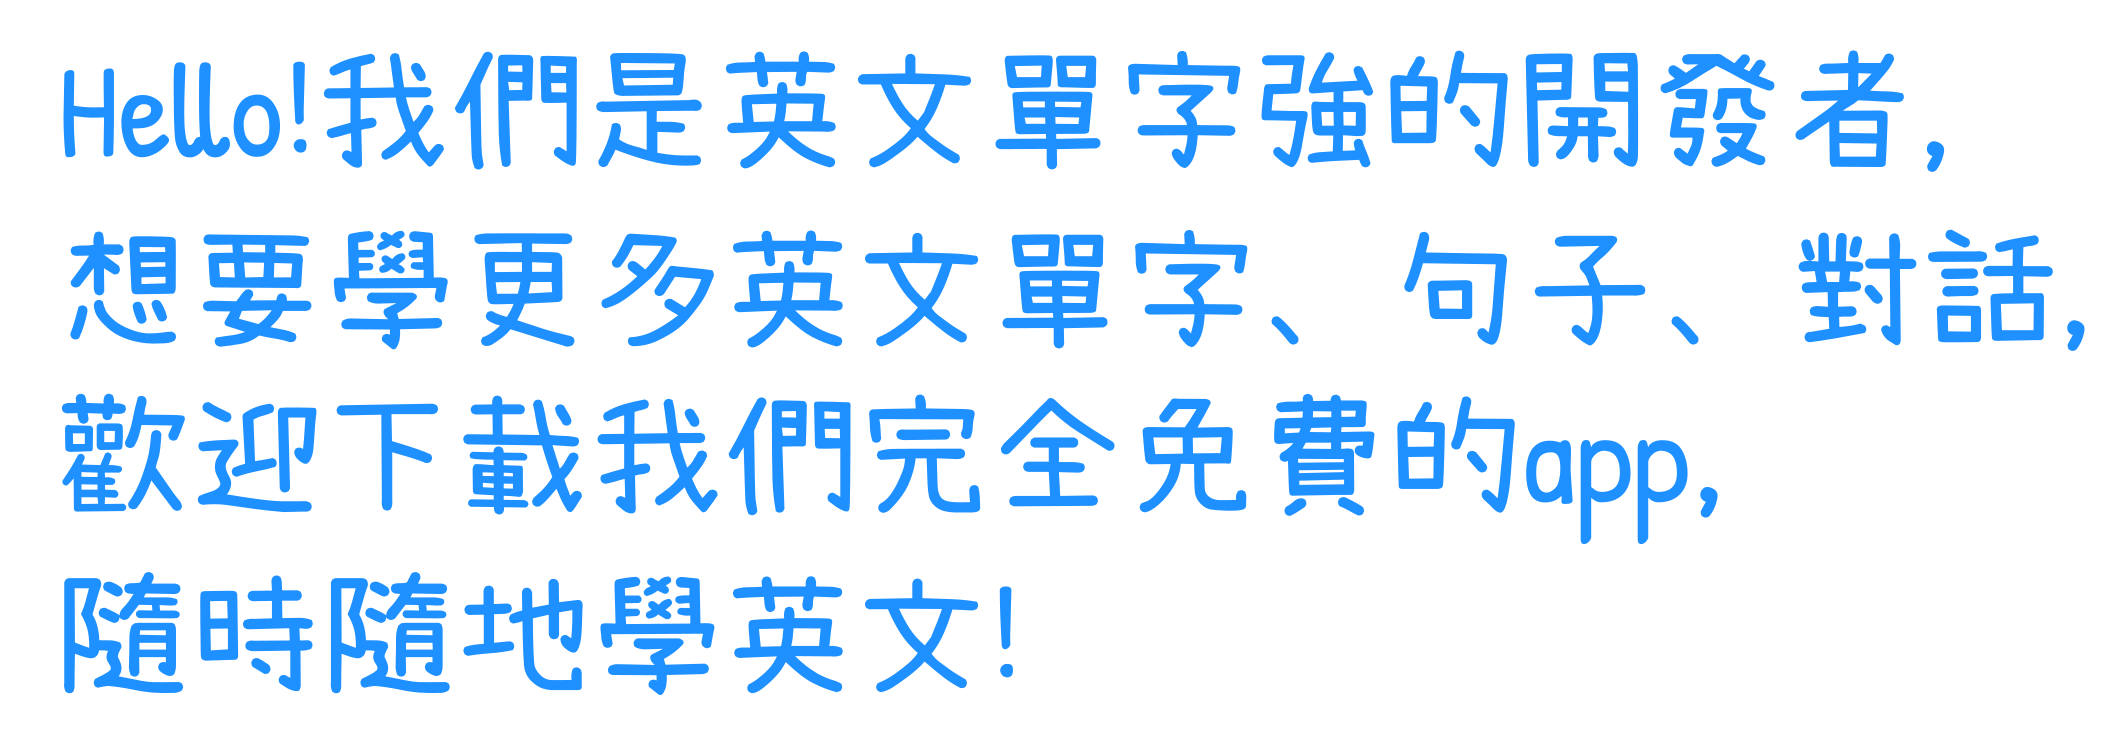 Hello!我們是英文單字強的開發者,
想要學更多英文單字、句子、對話,
歡迎下載我們完全免費的app,
隨時隨地學英文!